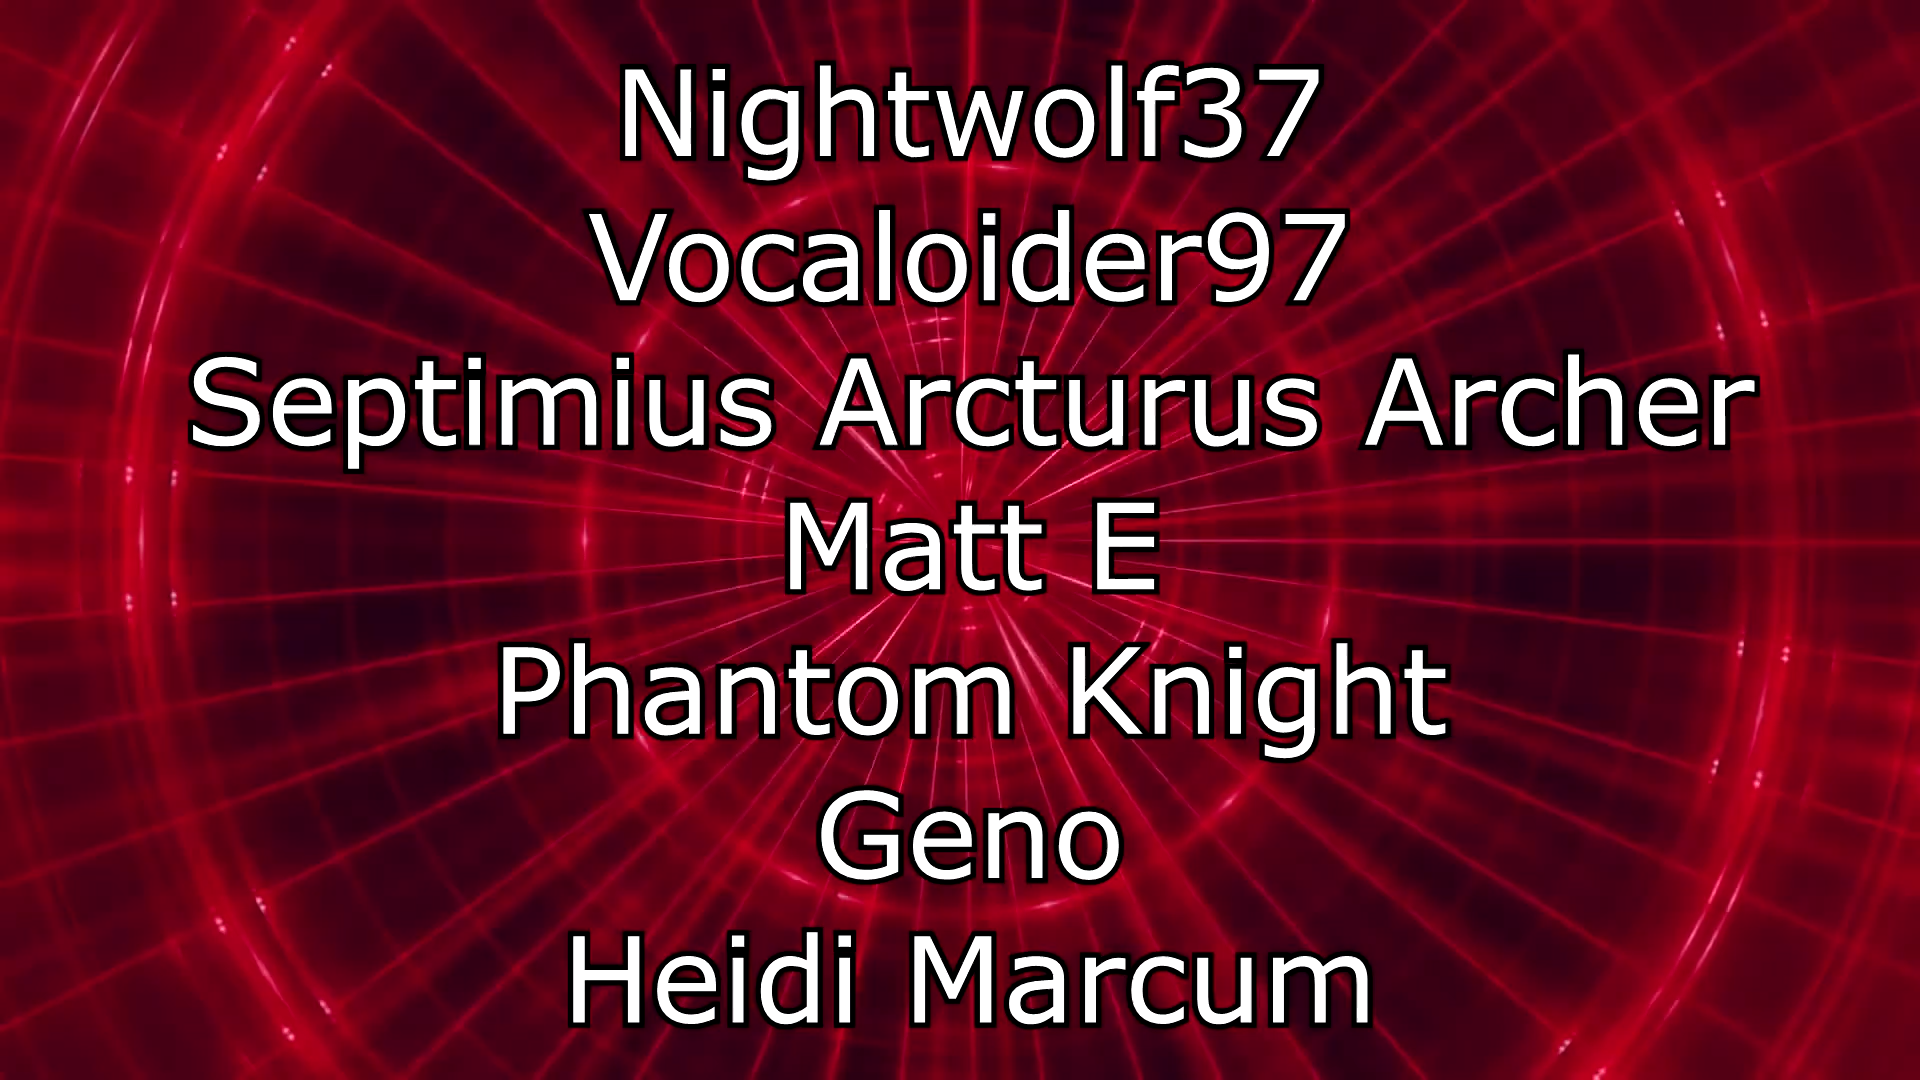 Nightwolf37
Vocaloider97
Septimius Arcturus Archer
Matt E
Phantom Knight
Geno
Heidi Marcum